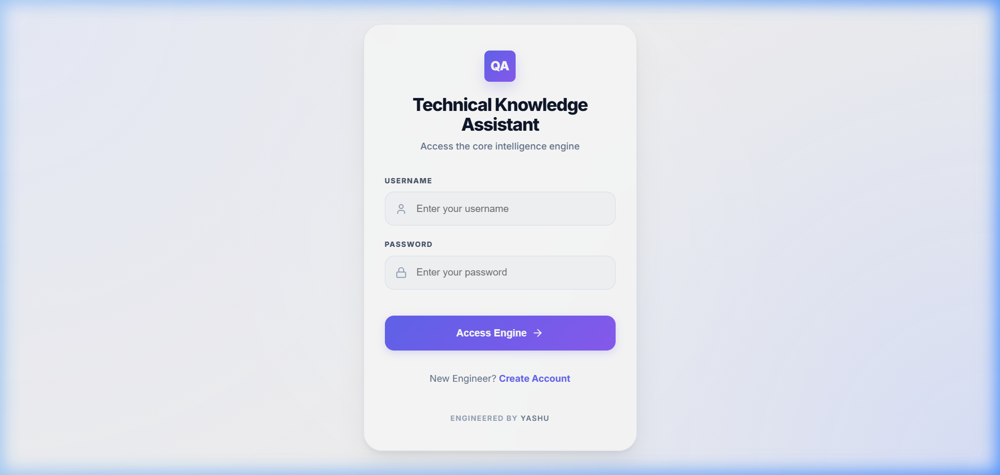 QA
Technical Knowledge
Assistant
Access the core intelligence engine
USERNAME
Enter your username
PASSWORD
Enter your password
Access Engine →
New Engineer? Create Account
ENGINEERED BY YASHU